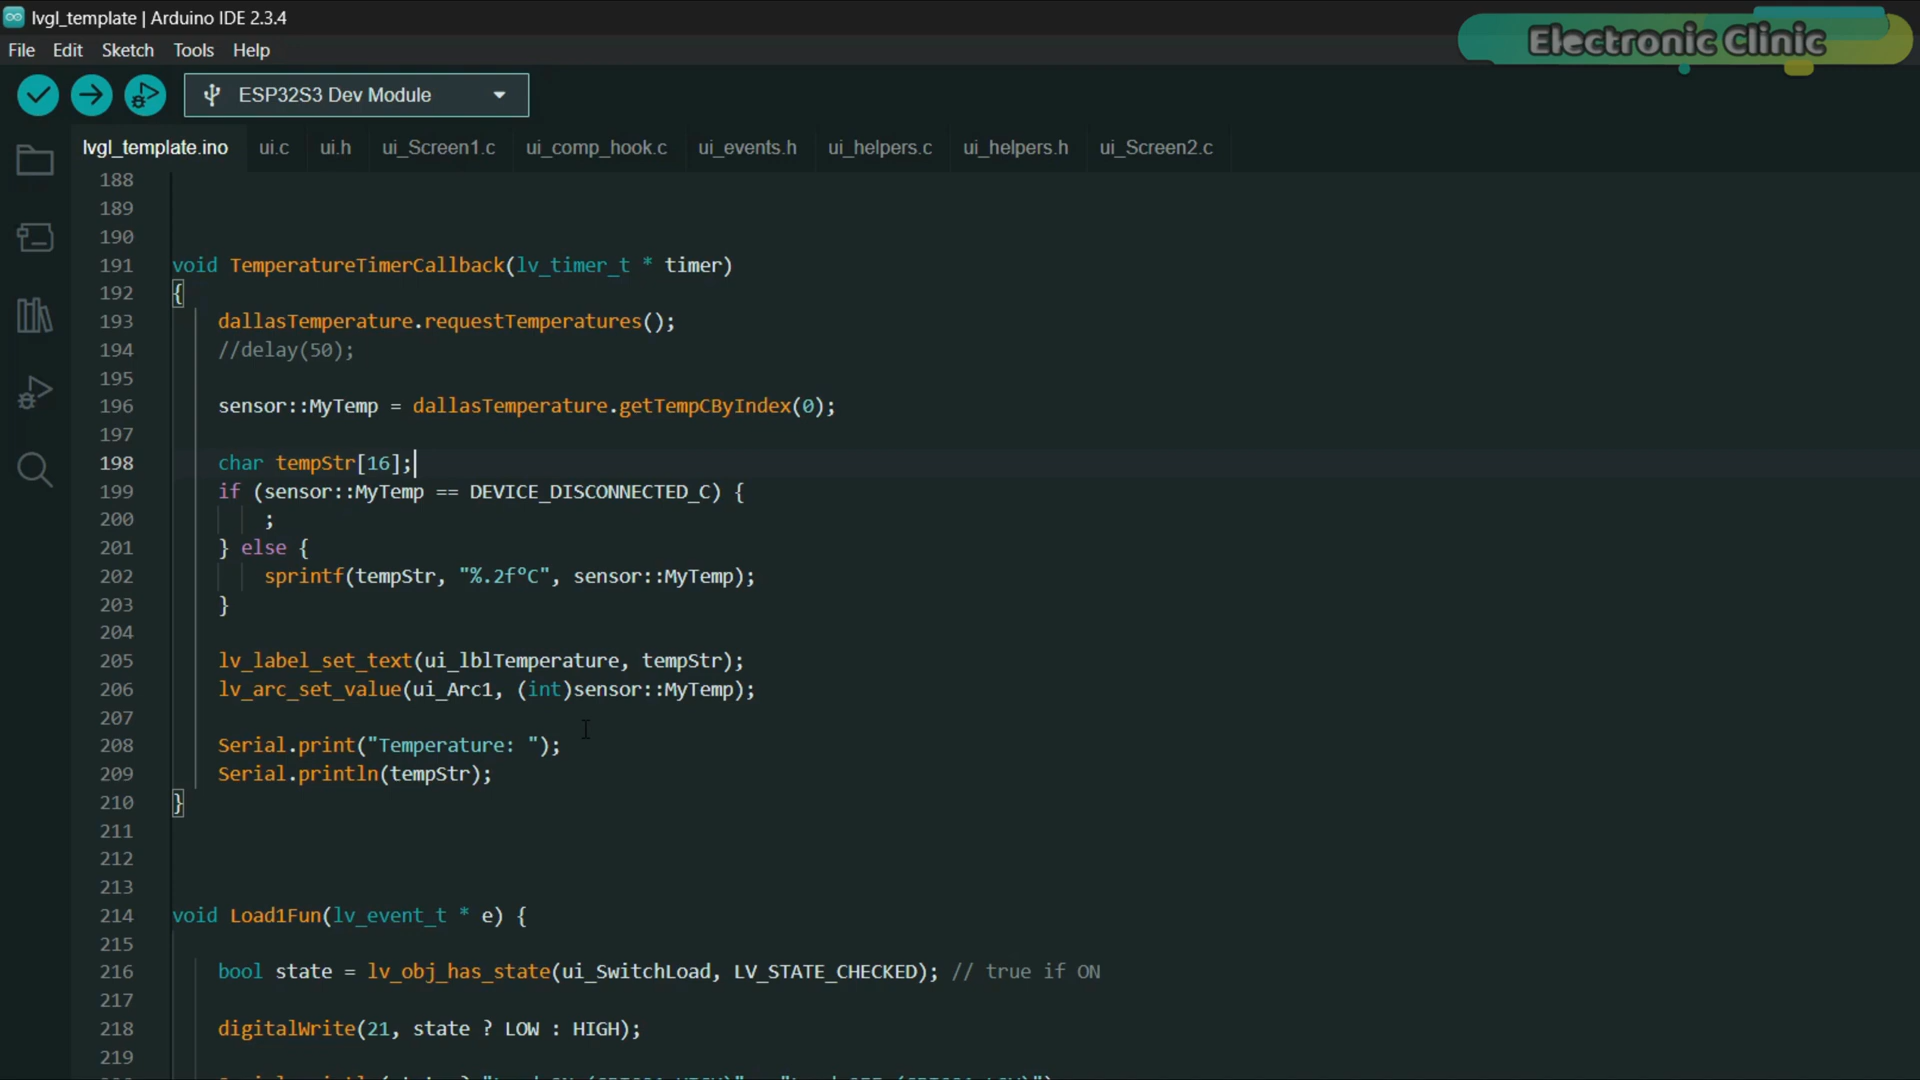 lvgl_template | Arduino IDE 2.3.4
Electronic Clinic
File Edit Sketch Tools Help
ESP32S3 Dev Module
lvgl_template.ino ui.c ui.h ui_Screen1.c ui_comp_hook.c ui_events.h ui_helpers.c ui_helpers.h ui_Screen2.c
188
189
190
191 void TemperatureTimerCallback(lv_timer_t * timer)
192 {
193 dallasTemperature.requestTemperatures();
194 //delay(50);
195
196 sensor::MyTemp = dallasTemperature.getTempCByIndex(0);
197
198 char tempStr[16];
199 if (sensor::MyTemp == DEVICE_DISCONNECTED_C) {
200 ;
201 } else {
202 sprintf(tempStr, "%.2fºC", sensor::MyTemp);
203 }
204
205 lv_label_set_text(ui_lblTemperature, tempStr);
206 lv_arc_set_value(ui_Arc1, (int)sensor::MyTemp);
207
208 Serial.print("Temperature: ");
209 Serial.println(tempStr);
210 }
211
212
213
214 void Load1Fun(lv_event_t * e) {
215
216 bool state = lv_obj_has_state(ui_SwitchLoad, LV_STATE_CHECKED); // true if ON
217
218 digitalWrite(21, state ? LOW : HIGH);
219